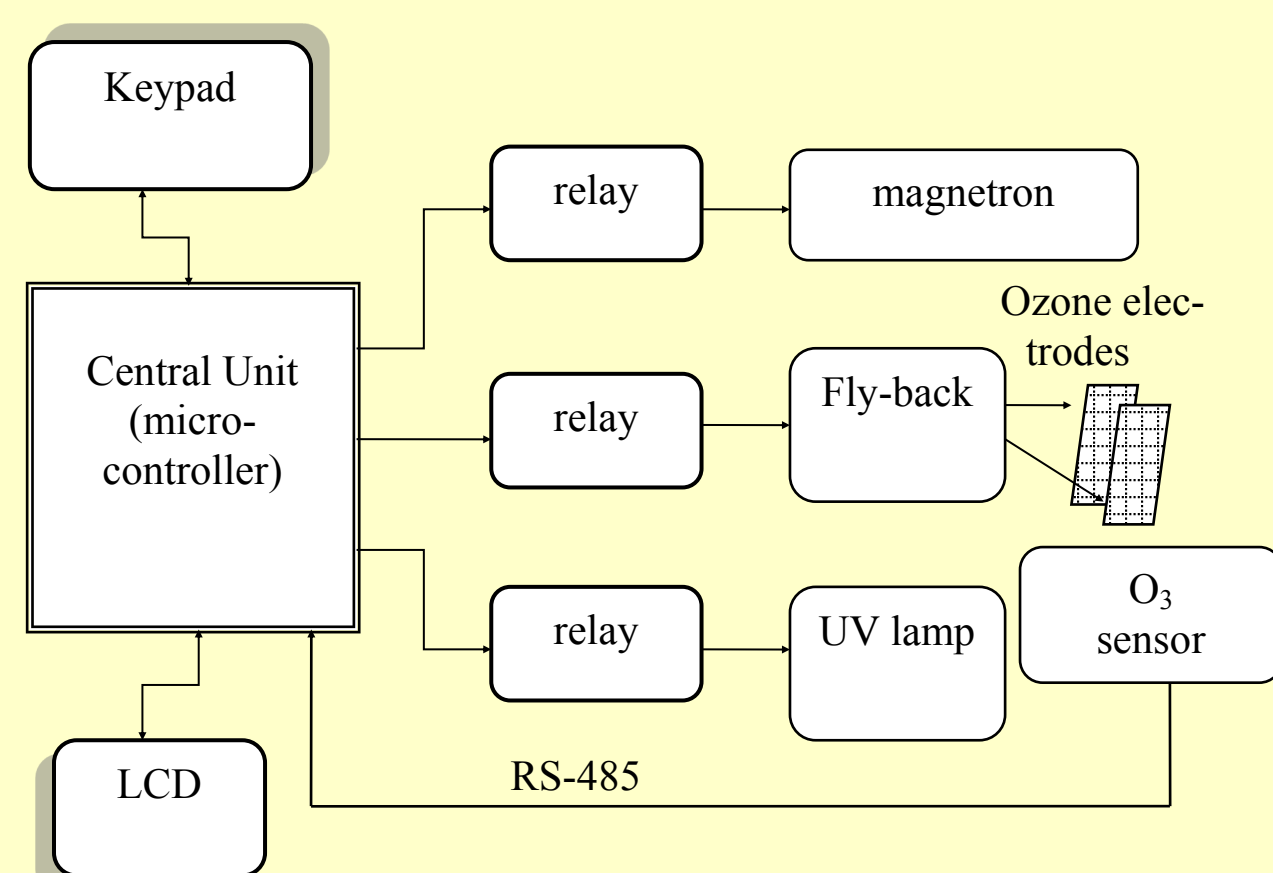 Keypad
relay
magnetron
Ozone elec-
trodes
Central Unit
(micro-
controller)
relay
Fly-back
O₃
sensor
relay
UV lamp
RS-485
LCD